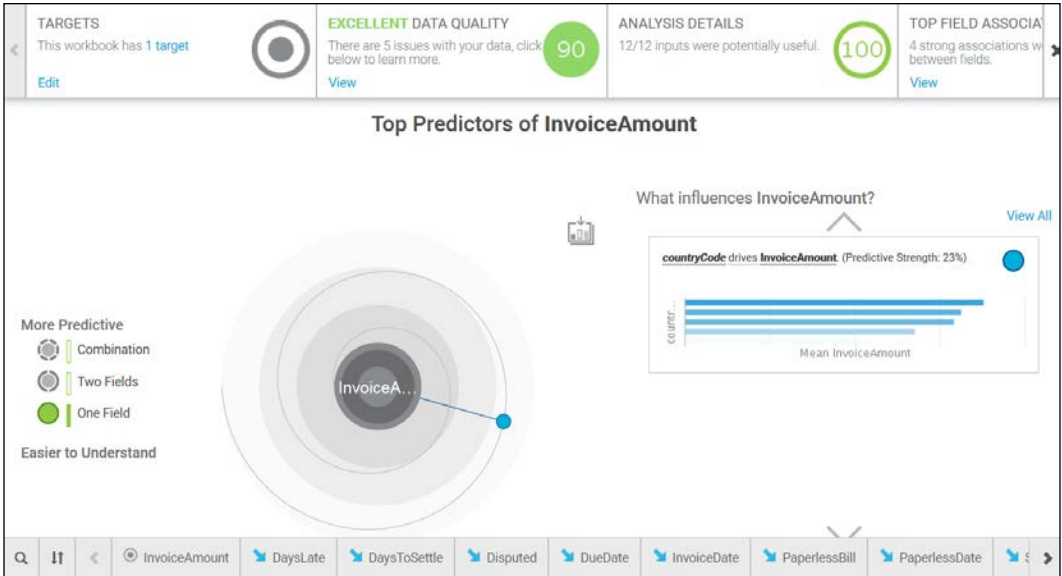 TARGETS
This workbook has 1 target
Edit
EXCELLENT DATA QUALITY
There are 5 issues with your data, click
below to learn more.
View
90
ANALYSIS DETAILS
12/12 inputs were potentially useful.
100
TOP FIELD ASSOCIA
4 strong associations w
between fields.
View
Top Predictors of InvoiceAmount
What influences InvoiceAmount?
View All
countryCode drives InvoiceAmount. (Predictive Strength: 23%)
countr...
Mean InvoiceAmount
More Predictive
Combination
Two Fields
One Field
Easier to Understand
InvoiceA...
InvoiceAmount
DaysLate
DaysToSettle
Disputed
DueDate
InvoiceDate
PaperlessBill
PaperlessDate